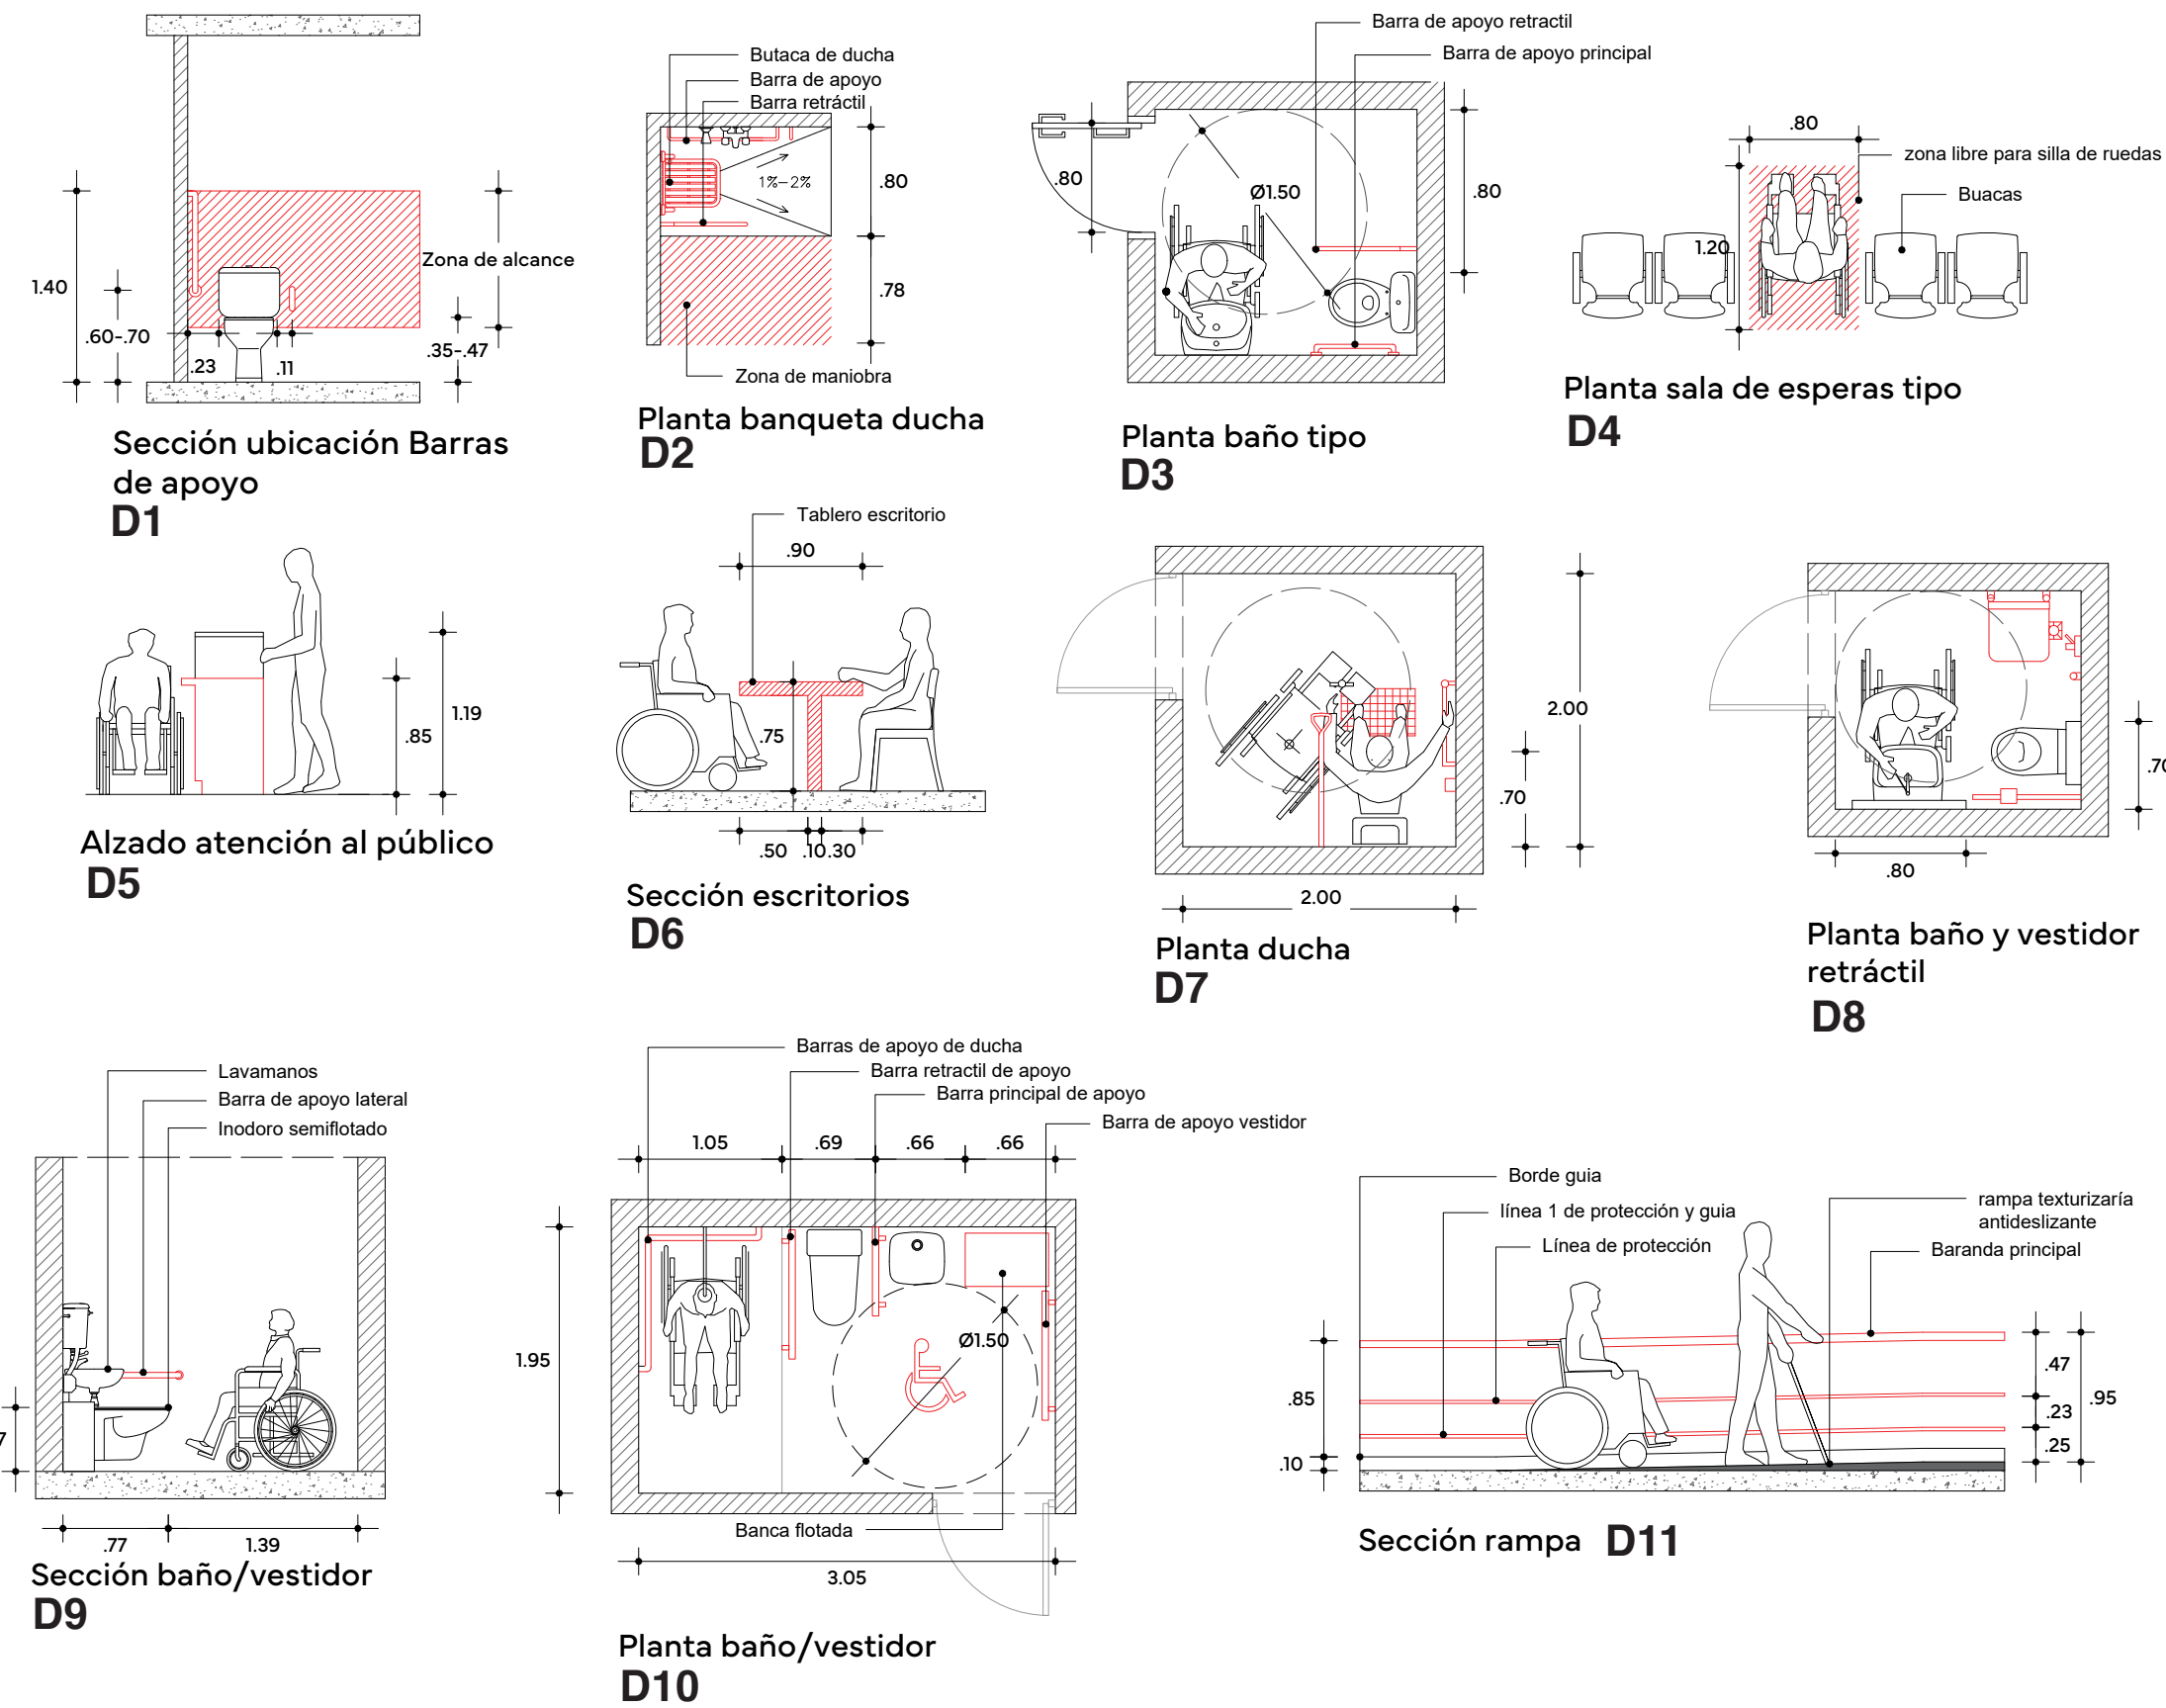 1.40
.60-.70
.23
.11
.35-.47
Zona de alcance
Sección ubicación Barras
de apoyo
D1
Butaca de ducha
Barra de apoyo
Barra retráctil
1%-2%
.80
.78
Zona de maniobra
Planta banqueta ducha
D2
Barra de apoyo retractil
Barra de apoyo principal
.80
Ø1.50
.80
Planta baño tipo
D3
.80
zona libre para silla de ruedas
Buacas
1.20
Planta sala de esperas tipo
D4
1.19
.85
Alzado atención al público
D5
Tablero escritorio
.90
.75
.50 .10 .30
Sección escritorios
D6
2.00
.70
2.00
Planta ducha
D7
.80
Planta baño y vestidor
retráctil
D8
Lavamanos
Barra de apoyo lateral
Inodoro semiflotado
.77
1.39
Sección baño/vestidor
D9
Barras de apoyo de ducha
Barra retractil de apoyo
Barra principal de apoyo
Barra de apoyo vestidor
1.05 .69 .66 .66
1.95
Ø1.50
Banca flotada
3.05
Planta baño/vestidor
D10
Borde guia
línea 1 de protección y guia
Línea de protección
rampa texturizaría
antideslizante
Baranda principal
.85
.10
.47
.23
.25
.95
Sección rampa D11